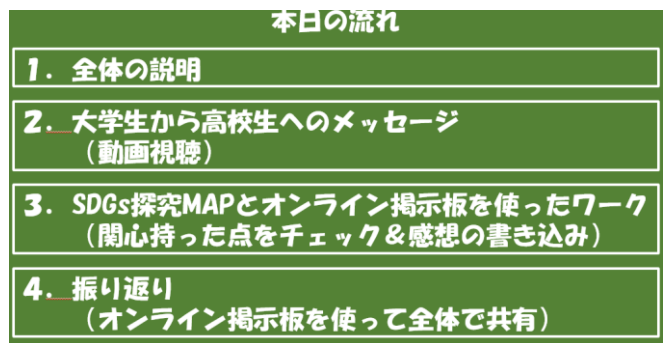 本日の流れ
1．全体の説明
2．大学生から高校生へのメッセージ
（動画視聴）
3．SDGs探究MAPとオンライン掲示板を使ったワーク
（関心持った点をチェック＆感想の書き込み）
4．振り返り
（オンライン掲示板を使って全体で共有）